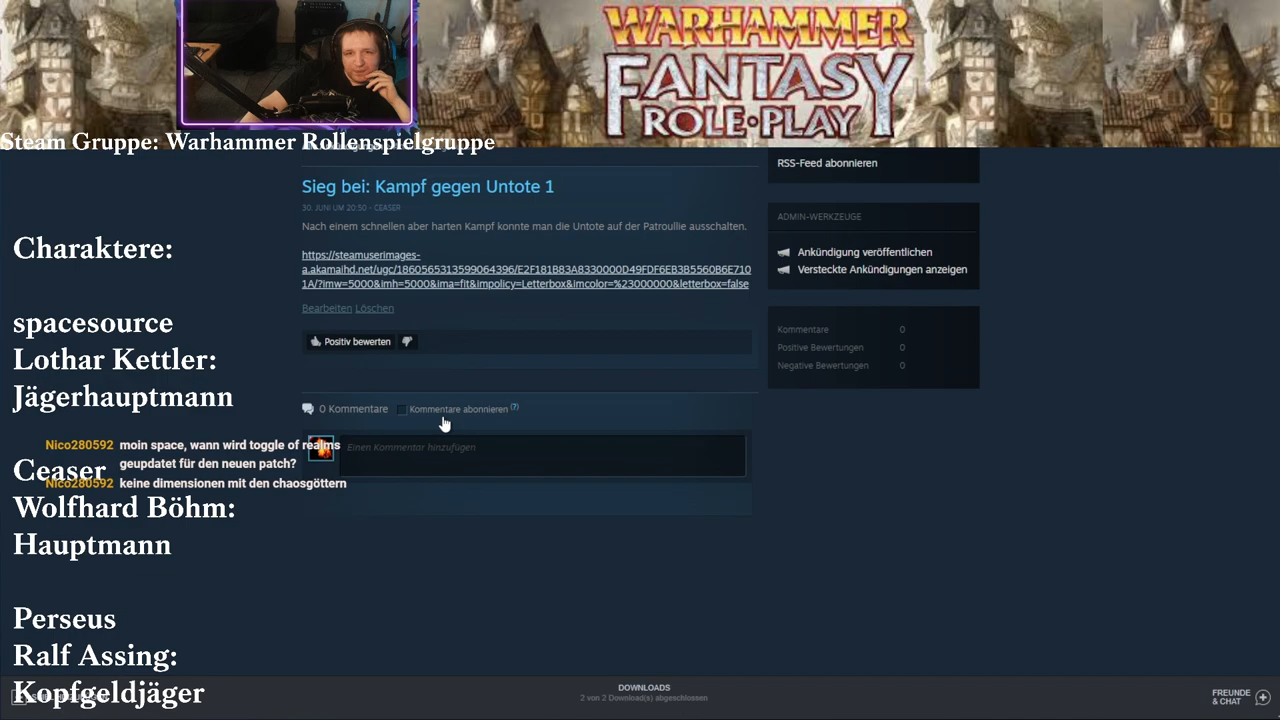 WARHAMMER
FANTASY
ROLE·PLAY
Steam Gruppe: Warhammer Rollenspielgruppe
RSS-Feed abonnieren
Sieg bei: Kampf gegen Untote 1
30. JUNI UM 20:50 - CEASER
Nach einem schnellen aber harten Kampf konnte man die Untote auf der Patroullie ausschalten.
https://steamuserimages-
a.akamaihd.net/ugc/1860565313599064396/E2F181B83A8330000D49FDF6EB3B5560B6E710
1A/?imw=5000&imh=5000&ima=fit&impolicy=Letterbox&imcolor=%23000000&letterbox=false
Bearbeiten Löschen
Positiv bewerten
0 Kommentare
Kommentare abonnieren (?)
Einen Kommentar hinzufügen
ADMIN-WERKZEUGE
Ankündigung veröffentlichen
Versteckte Ankündigungen anzeigen
Kommentare 0
Positive Bewertungen 0
Negative Bewertungen 0
Charaktere:
spacesource
Lothar Kettler:
Jägerhauptmann
Nico280592 moin space, wann wird toggle of realms
geupdatet für den neuen patch?
Nico280592 keine dimensionen mit den chaosgöttern
Ceaser
Wolfhard Böhm:
Hauptmann
Perseus
Ralf Assing:
Kopfgeldjäger
DOWNLOADS
2 von 2 Download(s) abgeschlossen
FREUNDE
& CHAT